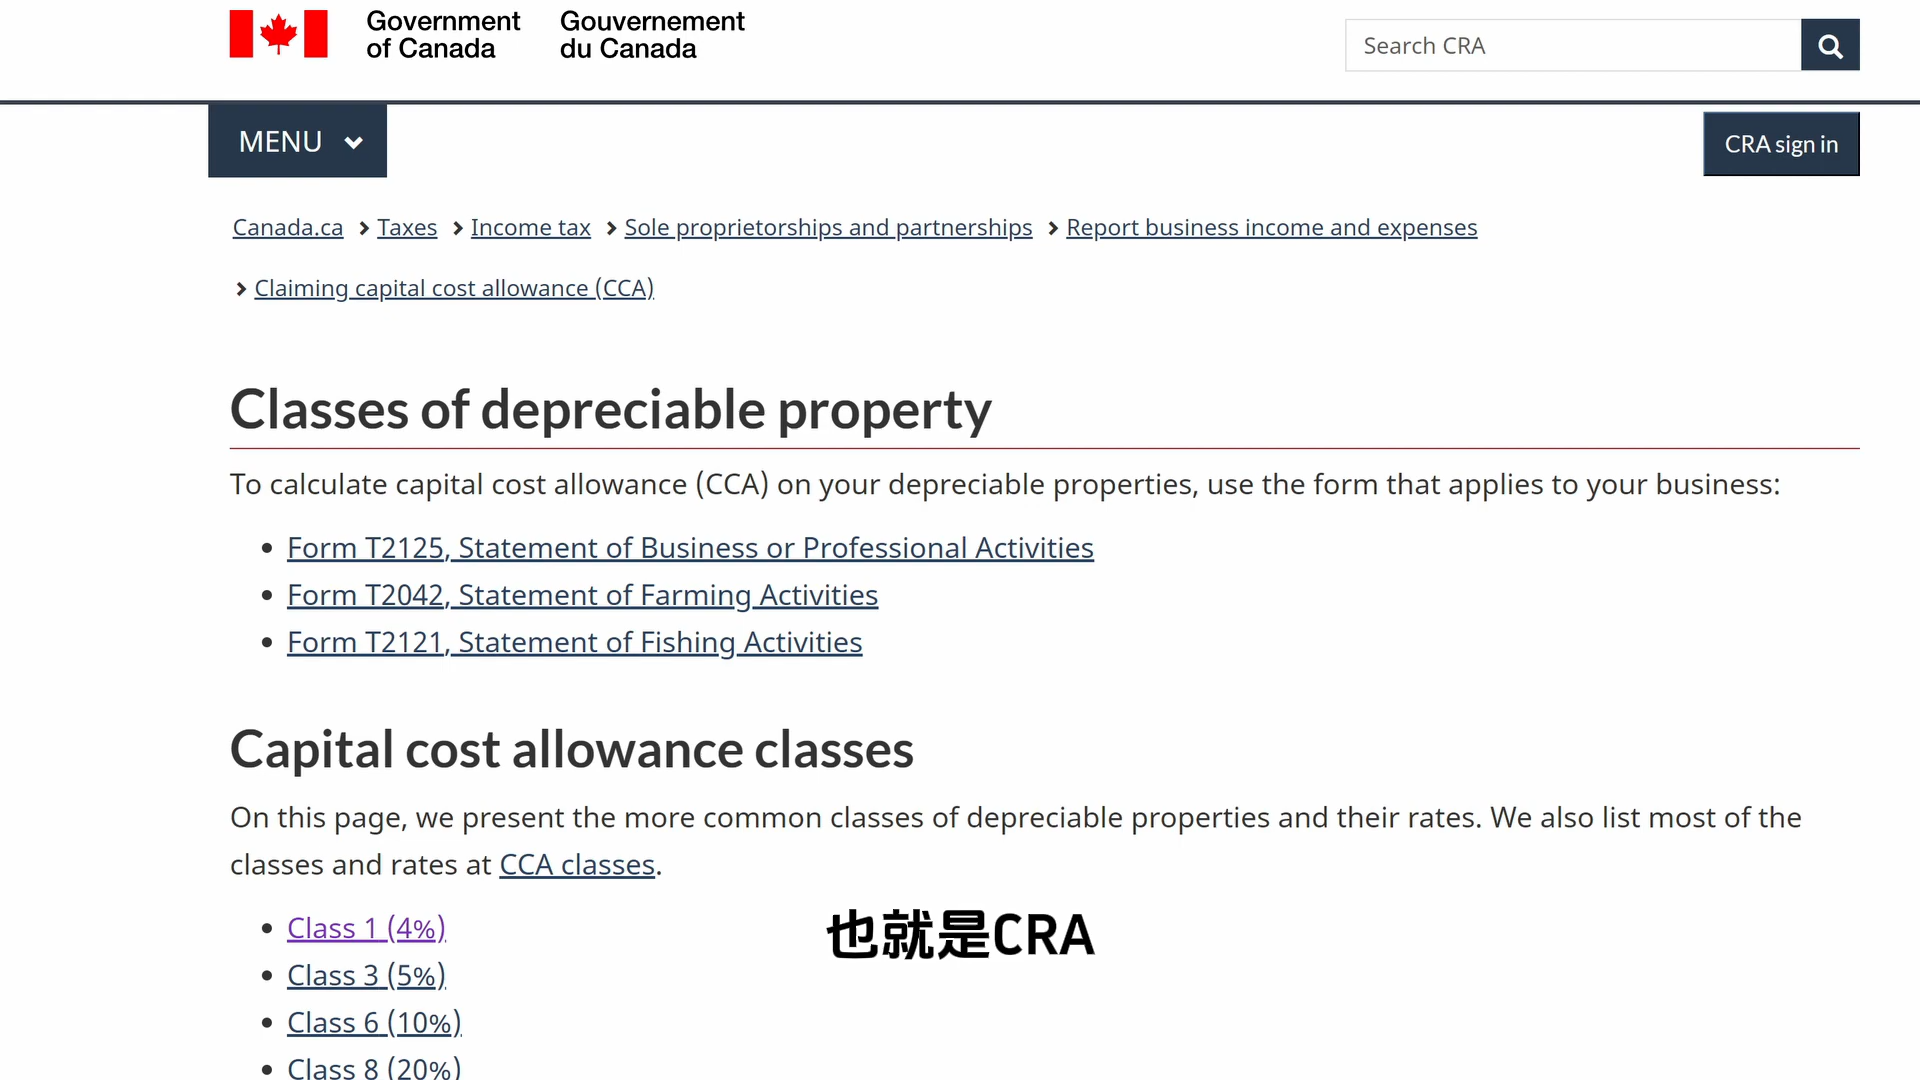 Government of Canada
Gouvernement du Canada
Search CRA
MENU
CRA sign in
Canada.ca > Taxes > Income tax > Sole proprietorships and partnerships > Report business income and expenses
> Claiming capital cost allowance (CCA)
Classes of depreciable property
To calculate capital cost allowance (CCA) on your depreciable properties, use the form that applies to your business:
• Form T2125, Statement of Business or Professional Activities
• Form T2042, Statement of Farming Activities
• Form T2121, Statement of Fishing Activities
Capital cost allowance classes
On this page, we present the more common classes of depreciable properties and their rates. We also list most of the
classes and rates at CCA classes.
• Class 1 (4%)
也就是CRA
• Class 3 (5%)
• Class 6 (10%)
• Class 8 (20%)